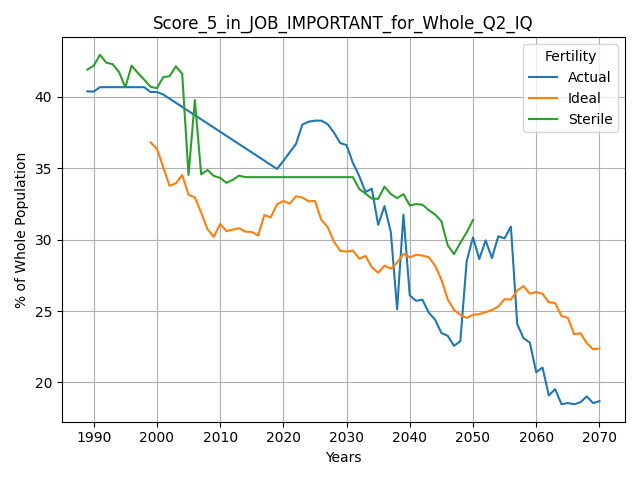 Score_5_in_JOB_IMPORTANT_for_Whole_Q2_IQ
Fertility
Actual
Ideal
Sterile
% of Whole Population
40
35
30
25
20
1990 2000 2010 2020 2030 2040 2050 2060 2070
Years